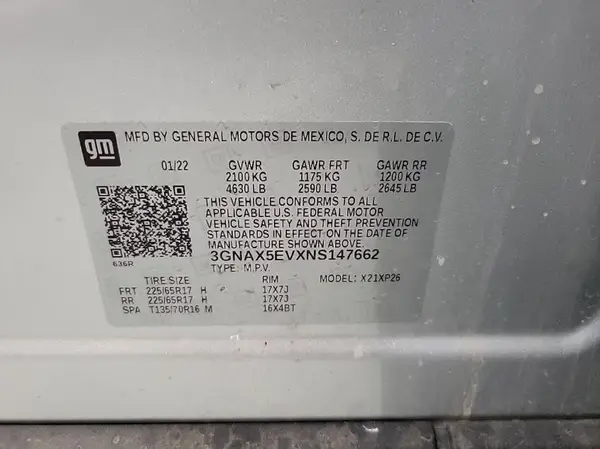 gm
MFD BY GENERAL MOTORS DE MEXICO, S. DE R.L. DE C.V.
01/22 GVWR GAWR FRT GAWR RR
2100 KG 1175 KG 1200 KG
4630 LB 2590 LB 2645 LB
THIS VEHICLE CONFORMS TO ALL
APPLICABLE U.S. FEDERAL MOTOR
VEHICLE SAFETY AND THEFT PREVENTION
STANDARDS IN EFFECT ON THE DATE OF
MANUFACTURE SHOWN ABOVE.
3GNAX5EVXNS147662
636R
TYPE: M.P.V.
TIRE SIZE RIM MODEL: X21XP26
FRT 225/65R17 H 17X7J
RR 225/65R17 H 17X7J
SPA T135/70R16 M 16X4BT